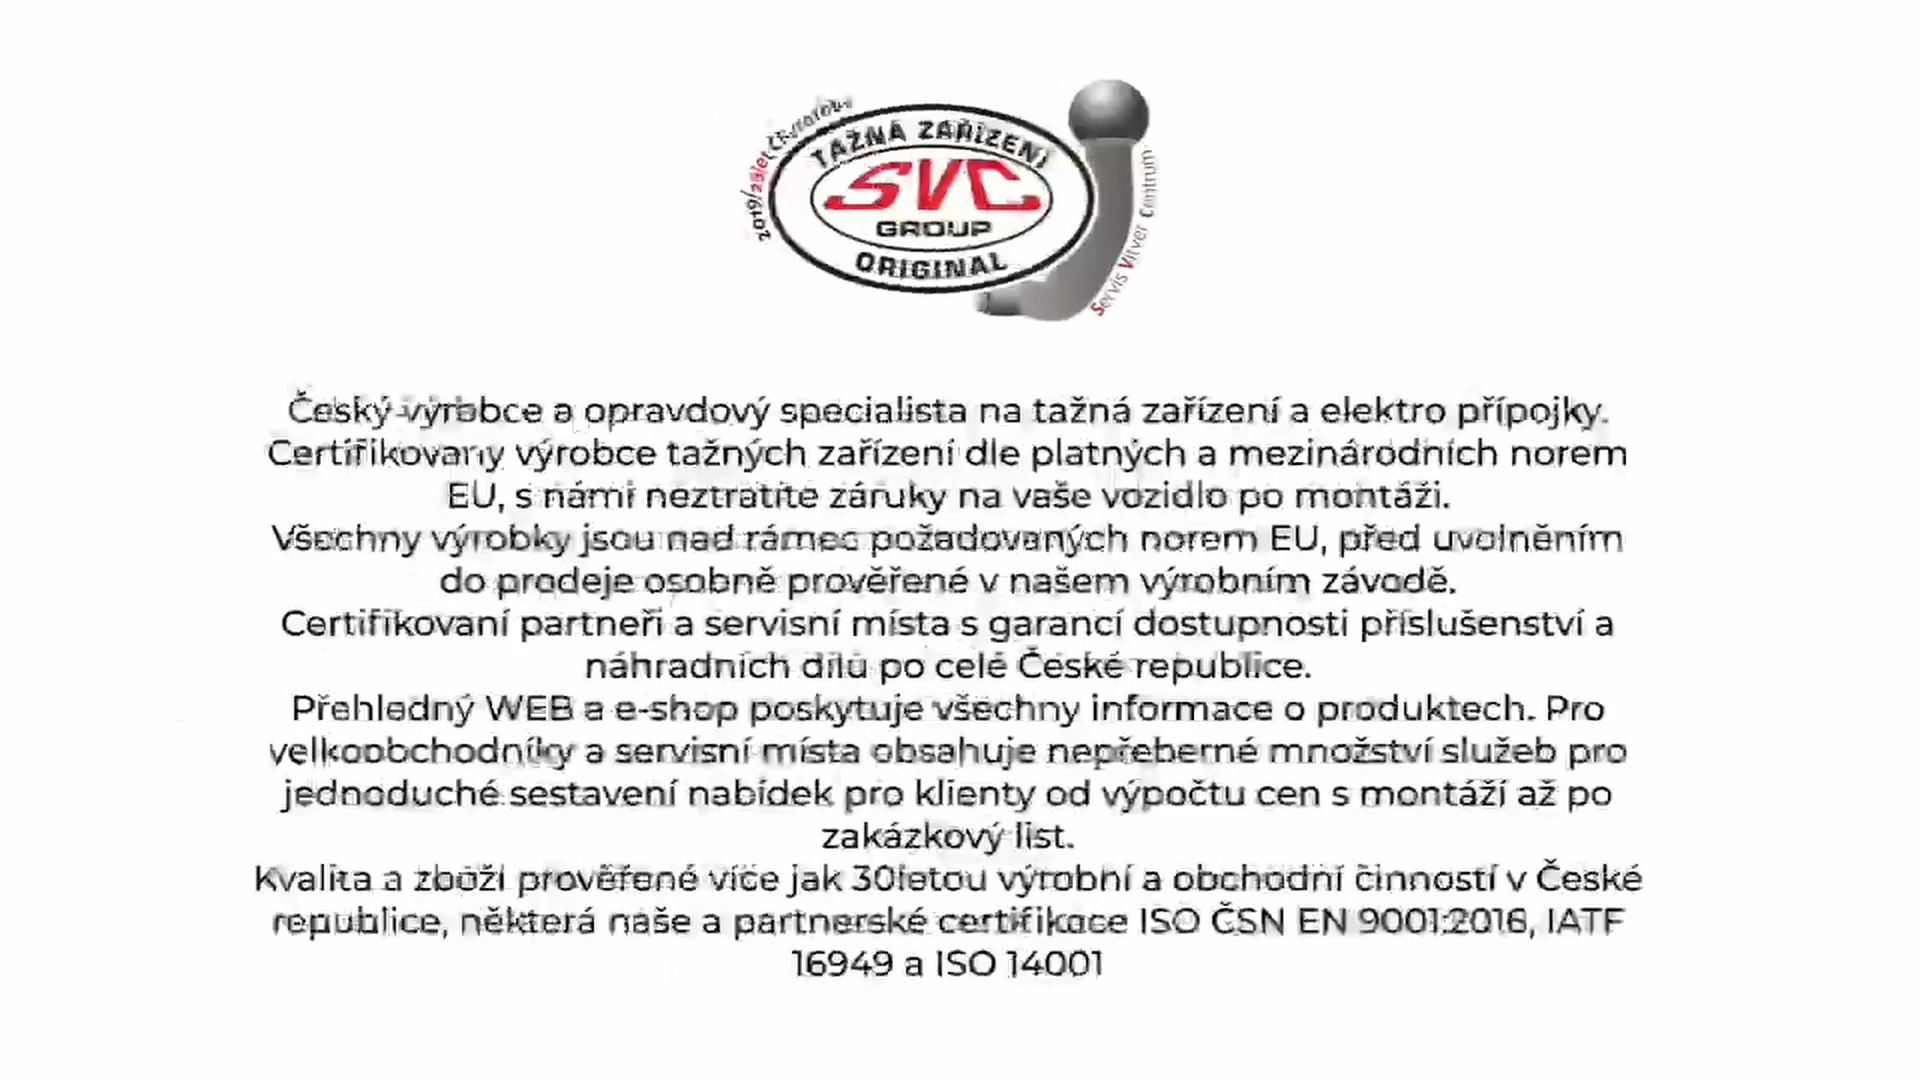 TAŽNÁ ZAŘÍZENÍ
SVC
GROUP
ORIGINAL
Servis Vitver Centrum
Český výrobce a opravdový specialista na tažná zařízení a elektro přípojky.
Certifikovaný výrobce tažných zařízení dle platných a mezinárodních norem
EU, s námi neztratíte záruky na vaše vozidlo po montáži.
Všechny výrobky jsou nad rámec požadovaných norem EU, před uvolněním
do prodeje osobně prověřené v našem výrobním závodě.
Certifikovaní partneři a servisní místa s garancí dostupnosti příslušenství a
náhradních dílů po celé České republice.
Přehledný WEB a e-shop poskytuje všechny informace o produktech. Pro
velkoobchodníky a servisní místa obsahuje nepřeberné množství služeb pro
jednoduché sestavení nabídek pro klienty od výpočtu cen s montáží až po
zakázkový list.
Kvalita a zboží prověřené více jak 30letou výrobní a obchodní činností v České
republice, některá naše a partnerské certifikace ISO ČSN EN 9001:2016, IATF
16949 a ISO 14001